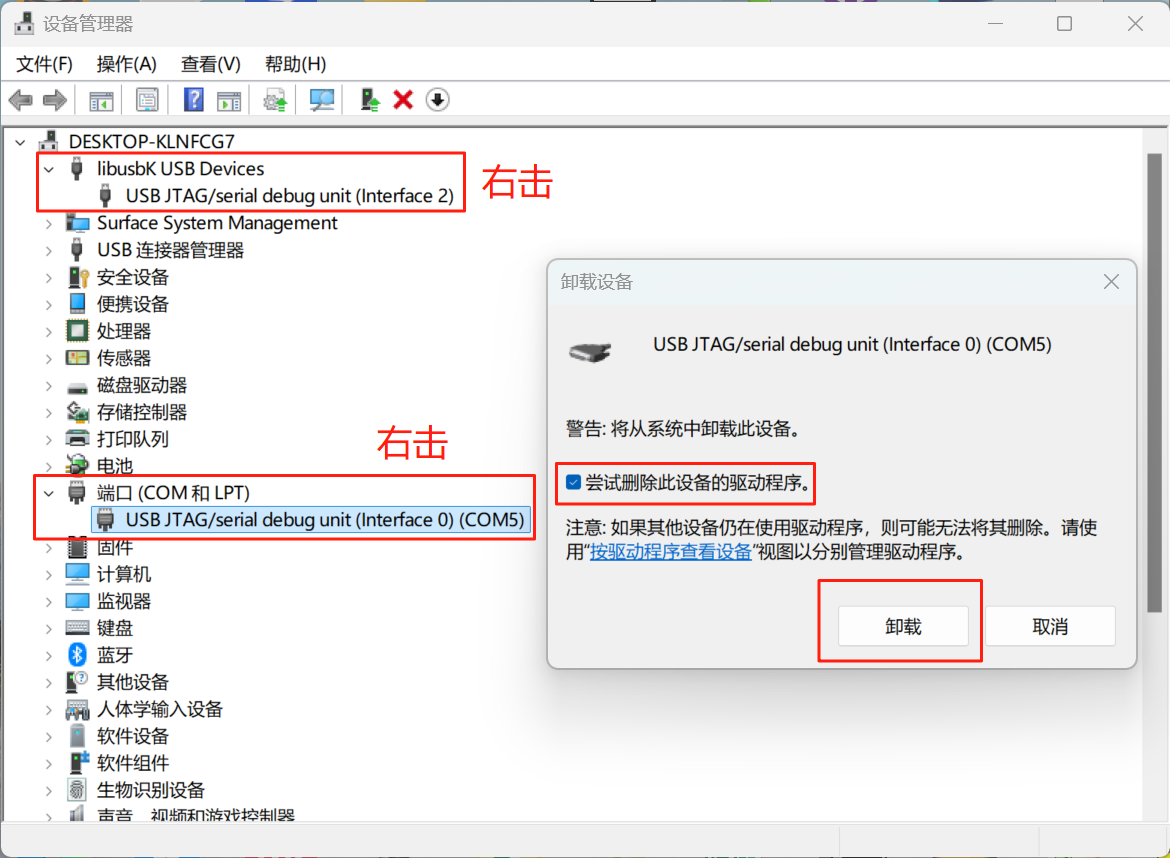 设备管理器
文件(F) 操作(A) 查看(V) 帮助(H)
DESKTOP-KLNFCG7
libusbK USB Devices
USB JTAG/serial debug unit (Interface 2)
右击
Surface System Management
USB 连接器管理器
安全设备
便携设备
处理器
传感器
磁盘驱动器
存储控制器
打印队列
电池
右击
端口 (COM 和 LPT)
USB JTAG/serial debug unit (Interface 0) (COM5)
固件
计算机
监视器
键盘
蓝牙
其他设备
人体学输入设备
软件设备
软件组件
生物识别设备
声音、视频和游戏控制器
卸载设备
USB JTAG/serial debug unit (Interface 0) (COM5)
警告: 将从系统中卸载此设备。
尝试删除此设备的驱动程序。
注意: 如果其他设备仍在使用驱动程序，则可能无法将其删除。请使
用“按驱动程序查看设备”视图以分别管理驱动程序。
卸载 取消